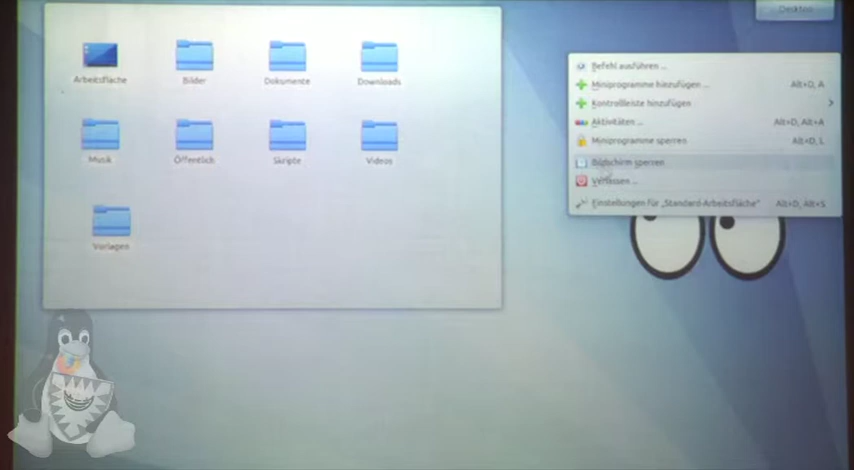 Desktop
Arbeitsfläche
Bilder
Dokumente
Downloads
Musik
Öffentlich
Skripte
Videos
Vorlagen
Befehl ausführen ...
Miniprogramme hinzufügen ... Alt+D, A
Kontrollleiste hinzufügen
Aktivitäten ... Alt+D, Alt+A
Miniprogramme sperren Alt+D, L
Bildschirm sperren
Verlassen ...
Einstellungen für „Standard-Arbeitsfläche“ Alt+D, Alt+S